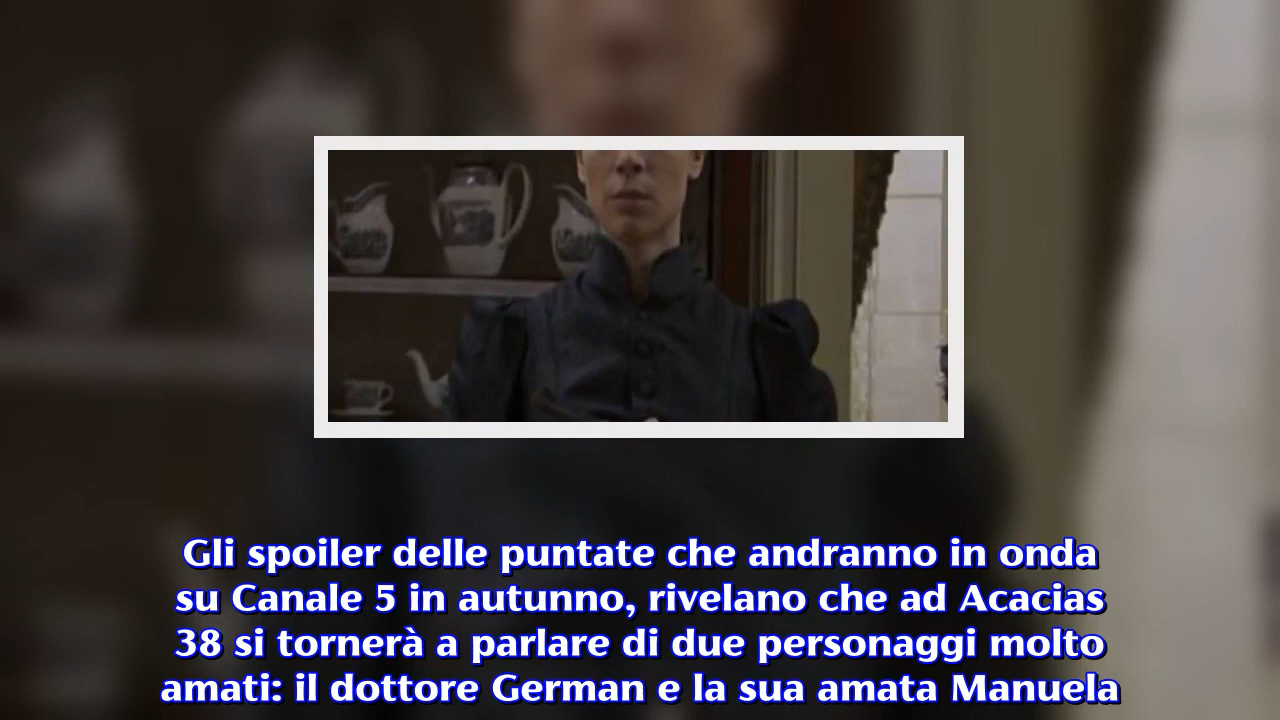 Gli spoiler delle puntate che andranno in onda
su Canale 5 in autunno, rivelano che ad Acacias
38 si tornerà a parlare di due personaggi molto
amati: il dottore German e la sua amata Manuela